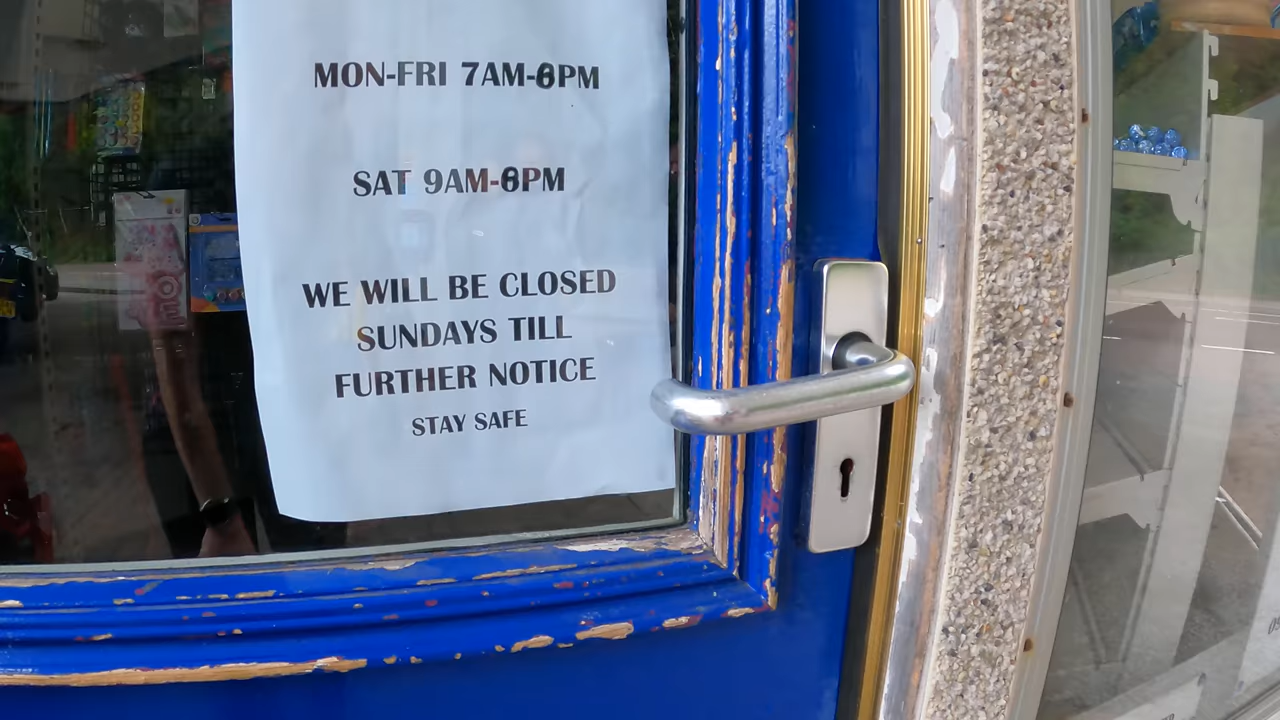 MON-FRI 7AM-6PM
SAT 9AM-6PM
WE WILL BE CLOSED
SUNDAYS TILL
FURTHER NOTICE
STAY SAFE